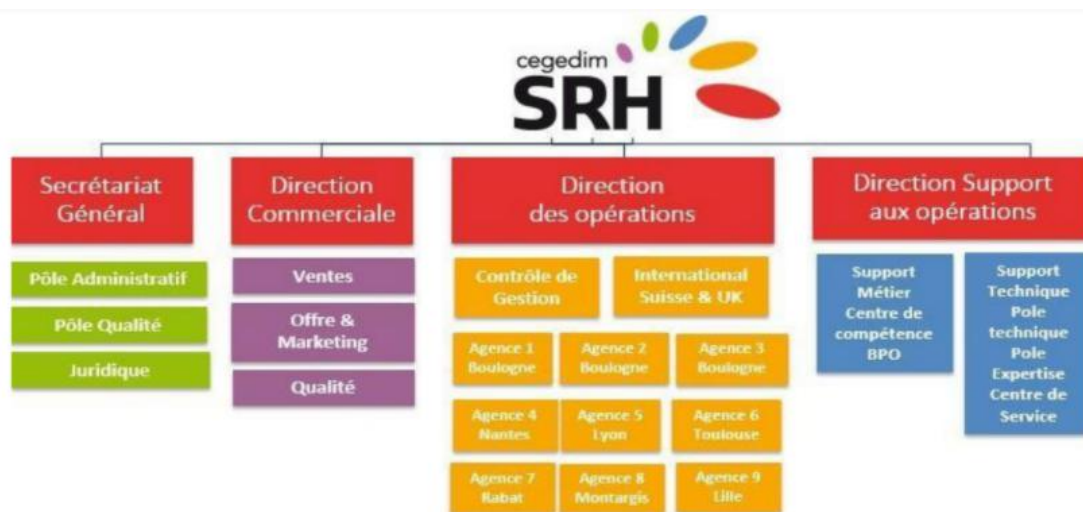 cegedim
SRH
Secrétariat
Général
Direction
Commerciale
Direction
des opérations
Direction Support
aux opérations
Pôle Administratif
Pôle Qualité
Juridique
Ventes
Offre &
Marketing
Qualité
Contrôle de
Gestion
International
Suisse & UK
Agence 1
Boulogne
Agence 2
Boulogne
Agence 3
Boulogne
Agence 4
Nantes
Agence 5
Lyon
Agence 6
Toulouse
Agence 7
Rabat
Agence 8
Montargis
Agence 9
Lille
Support
Métier
Centre de
compétence
BPO
Support
Technique
Pole
technique
Pole
Expertise
Centre de
Service